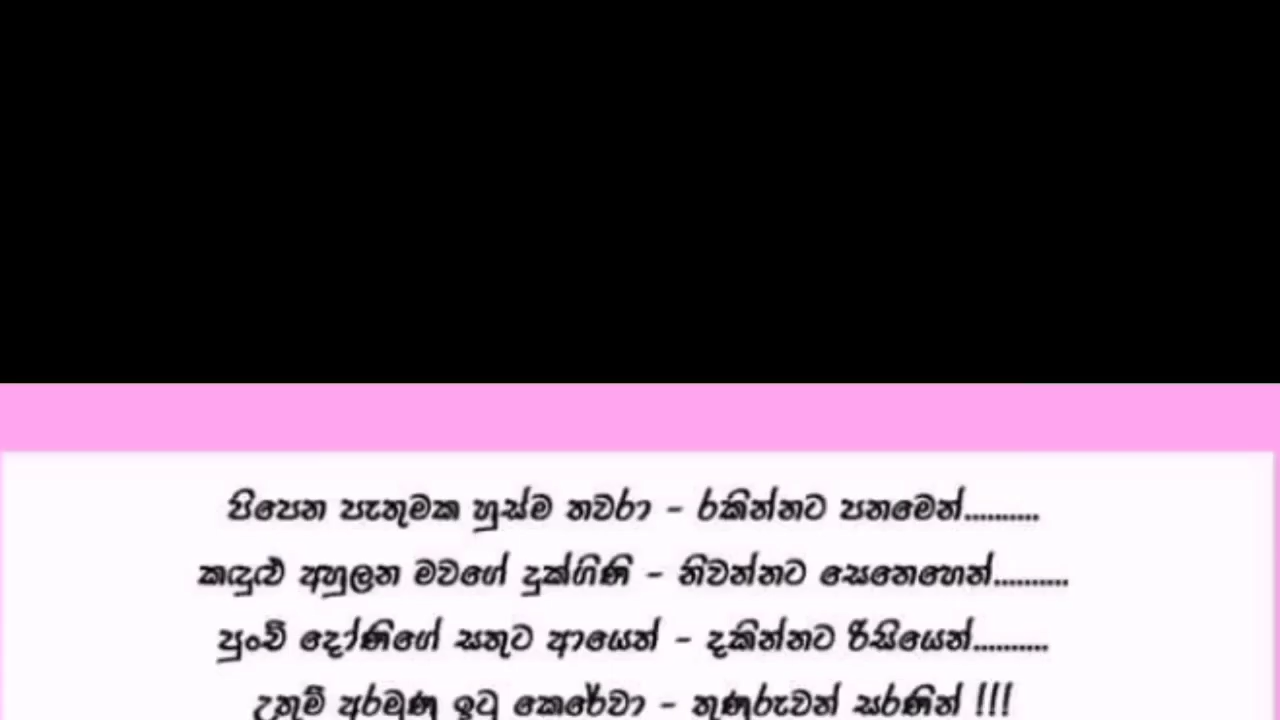 පිපෙන පැතුමක හුස්ම තවරා - රකින්නට පනමෙන්..........
කඳුළු අහුලන මවගේ දුක්ගිනි - නිවන්නට සෙනෙහෙන්..........
පුංචි දෝණිගේ සතුට ආයෙත් - දකින්නට රිසියෙන්..........
උතුම් අරමුණ ඉටු කෙරේවා - තුණුරුවන් සරණින් !!!